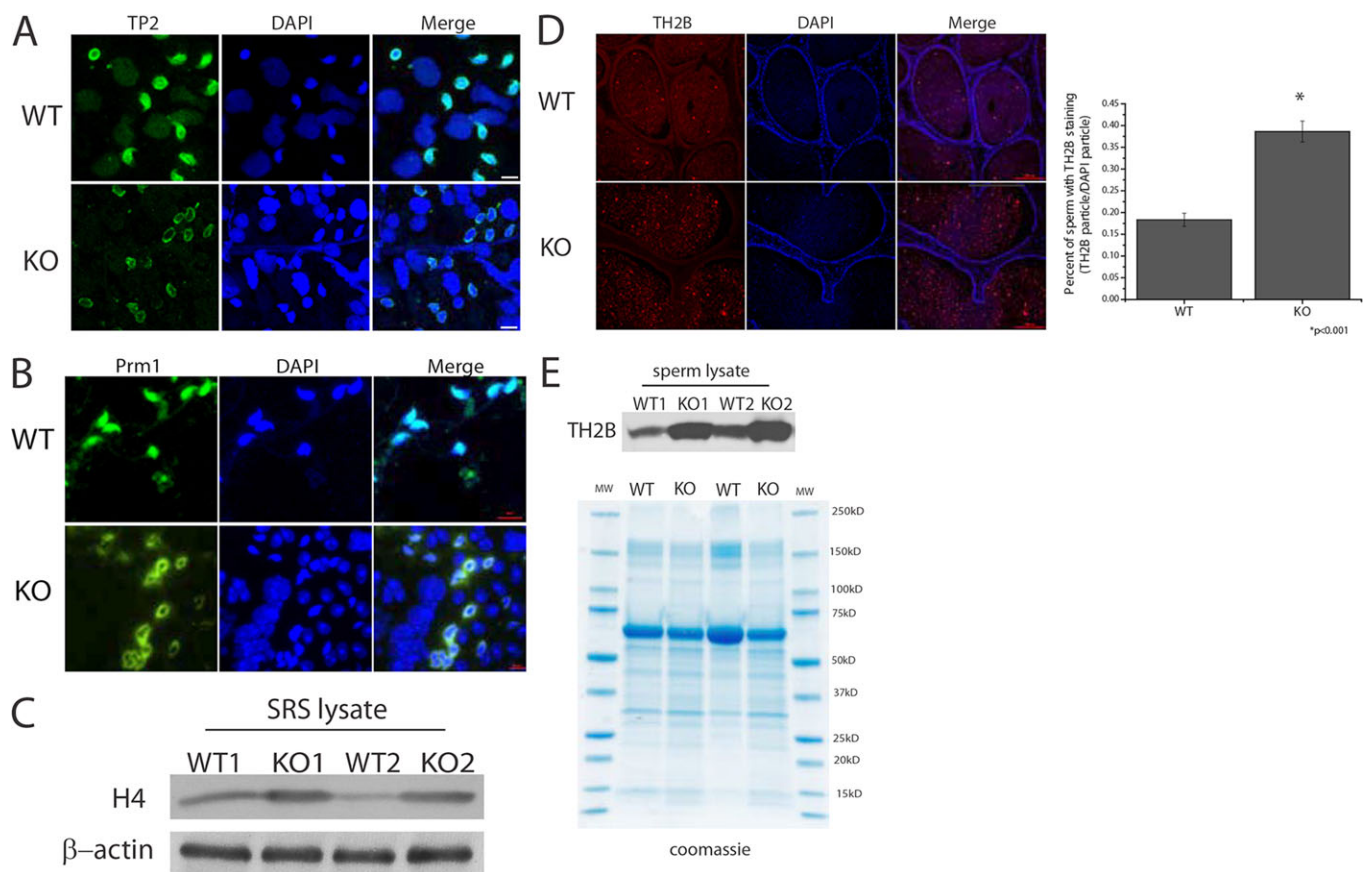 A
TP2 DAPI Merge
WT
KO
B
Prm1 DAPI Merge
WT
KO
C
SRS lysate
WT1 KO1 WT2 KO2
H4
β–actin
D
TH2B DAPI Merge
WT
KO
Percent of sperm with TH2B staining
(TH2B particle/DAPI particle)
0.45
0.40
0.35
0.30
0.25
0.20
0.15
0.10
0.05
0.00
*
WT KO
*p<0.001
E
sperm lysate
WT1 KO1 WT2 KO2
TH2B
MW WT KO WT KO MW
250kD
150kD
100kD
75kD
50kD
37kD
25kD
20kD
15kD
coomassie